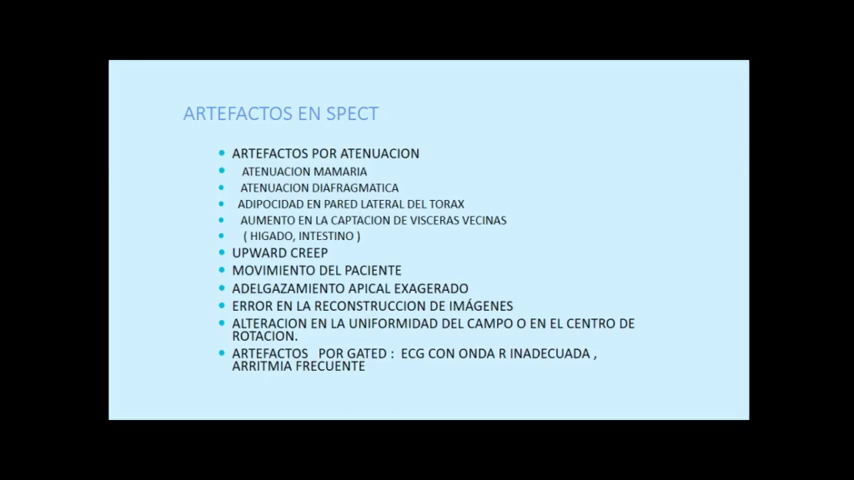 ARTEFACTOS EN SPECT
• ARTEFACTOS POR ATENUACION
• ATENUACION MAMARIA
• ATENUACION DIAFRAGMATICA
• ADIPOCIDAD EN PARED LATERAL DEL TORAX
• AUMENTO EN LA CAPTACION DE VISCERAS VECINAS
• ( HIGADO, INTESTINO )
• UPWARD CREEP
• MOVIMIENTO DEL PACIENTE
• ADELGAZAMIENTO APICAL EXAGERADO
• ERROR EN LA RECONSTRUCCION DE IMÁGENES
• ALTERACION EN LA UNIFORMIDAD DEL CAMPO O EN EL CENTRO DE
ROTACION.
• ARTEFACTOS POR GATED : ECG CON ONDA R INADECUADA ,
ARRITMIA FRECUENTE